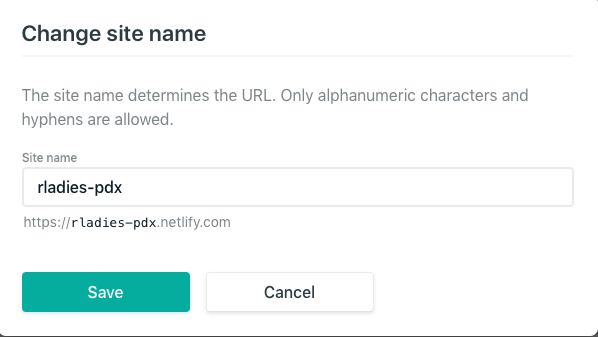 Change site name
The site name determines the URL. Only alphanumeric characters and
hyphens are allowed.
Site name
rladies-pdx
https://rladies-pdx.netlify.com
Save Cancel